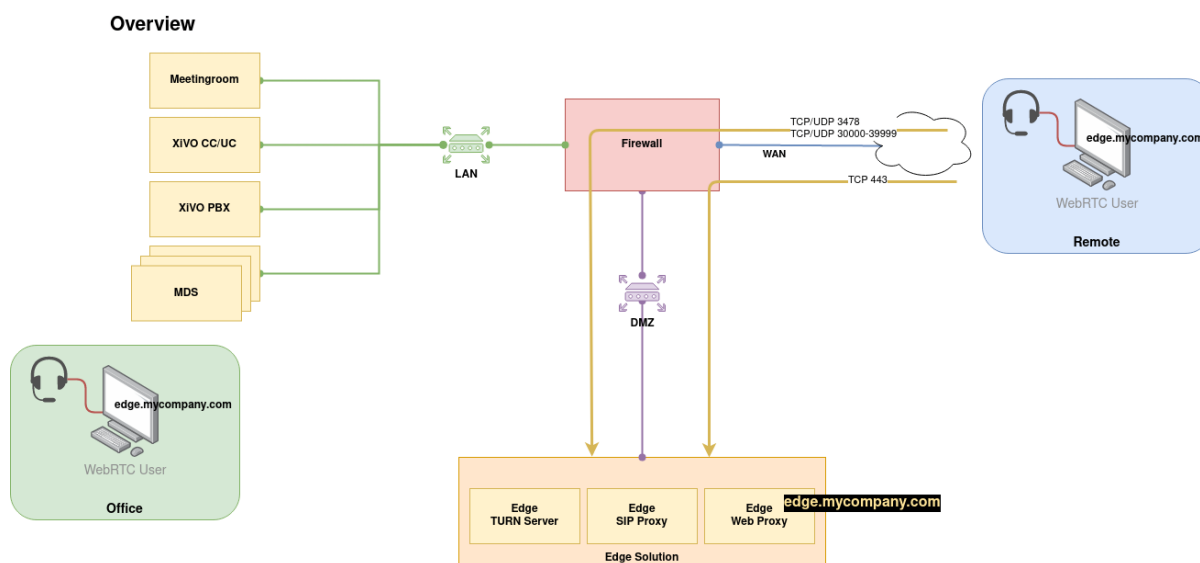 Overview
Meetingroom
XiVO CC/UC
XiVO PBX
MDS
LAN
Firewall
TCP/UDP 3478
TCP/UDP 30000-39999
WAN
TCP 443
edge.mycompany.com
WebRTC User
Remote
DMZ
edge.mycompany.com
WebRTC User
Office
Edge
TURN Server
Edge
SIP Proxy
Edge
Web Proxy
edge.mycompany.com
Edge Solution